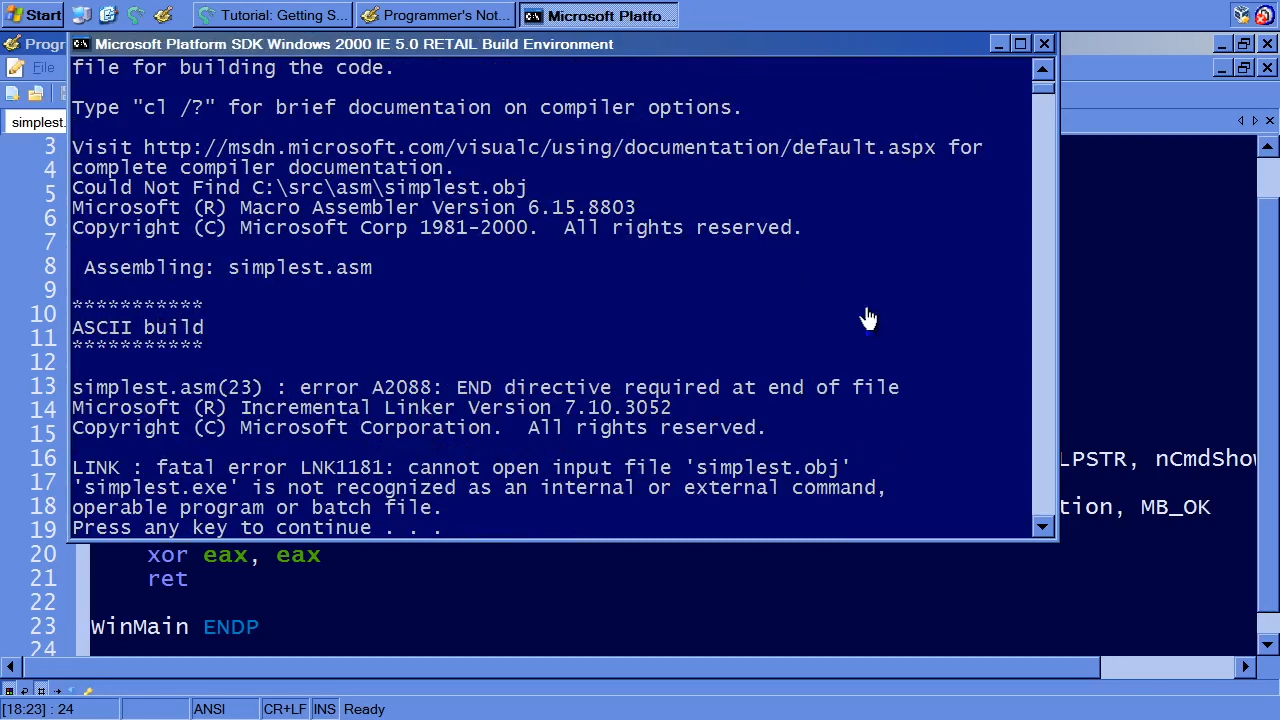 Start
Tutorial: Getting S...
Programmer's Not...
Microsoft Platfo...
Progr
Microsoft Platform SDK Windows 2000 IE 5.0 RETAIL Build Environment
File
simplest.
file for building the code.
Type "cl /?" for brief documentaion on compiler options.
Visit http://msdn.microsoft.com/visualc/using/documentation/default.aspx for
complete compiler documentation.
Could Not Find C:\src\asm\simplest.obj
Microsoft (R) Macro Assembler Version 6.15.8803
Copyright (C) Microsoft Corp 1981-2000.  All rights reserved.
Assembling: simplest.asm
***********
ASCII build
***********
simplest.asm(23) : error A2088: END directive required at end of file
Microsoft (R) Incremental Linker Version 7.10.3052
Copyright (C) Microsoft Corporation.  All rights reserved.
LINK : fatal error LNK1181: cannot open input file 'simplest.obj'
'simplest.exe' is not recognized as an internal or external command,
operable program or batch file.
Press any key to continue . . .
3
4
5
6
7
8
9
10
11
12
13
14
15
16 LPSTR, nCmdShow
17
18 tion, MB_OK
19
20 xor eax, eax
21 ret
22
23 WinMain ENDP
24
[18:23] : 24
ANSI
CR+LF
INS
Ready